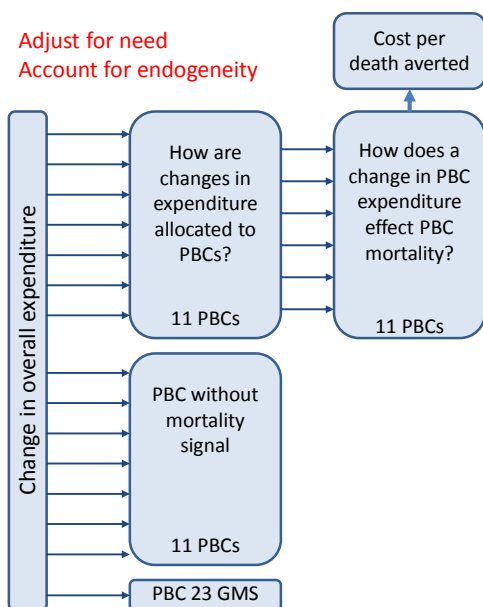 Adjust for need
Account for endogeneity
Cost per
death averted
Change in overall expenditure
How are
changes in
expenditure
allocated to
PBCs?
11 PBCs
How does a
change in PBC
expenditure
effect PBC
mortality?
11 PBCs
PBC without
mortality
signal
11 PBCs
PBC 23 GMS